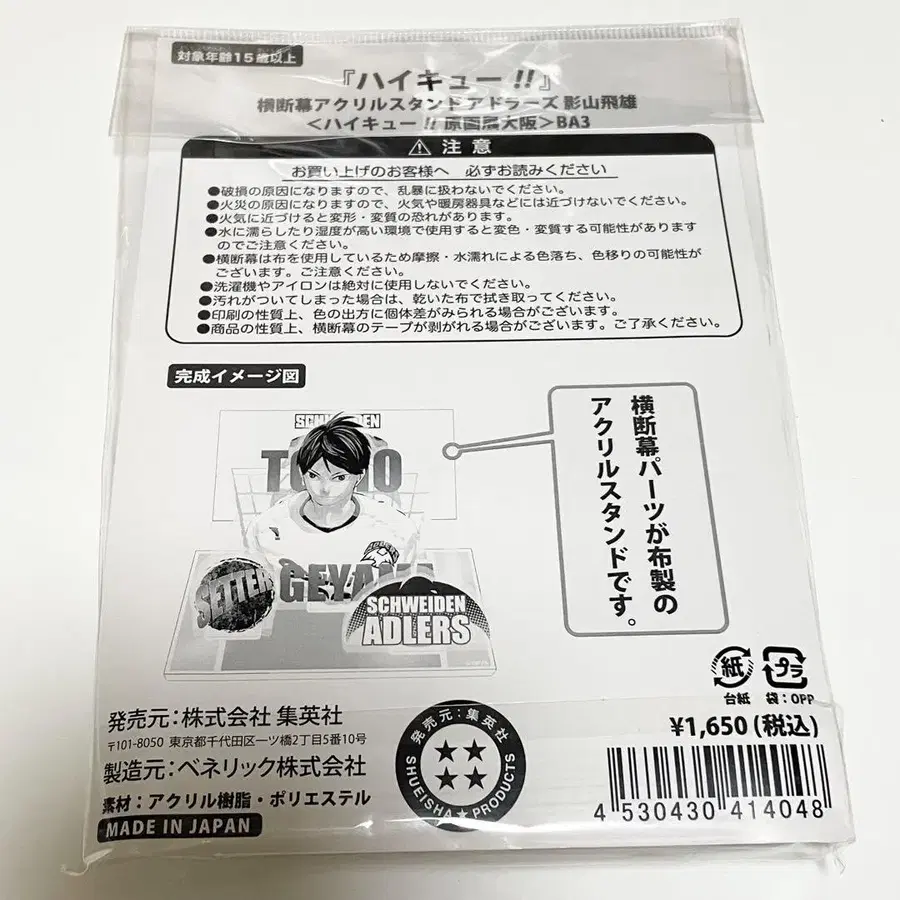 対象年齢15歳以上
『ハイキュー!!』
横断幕アクリルスタンド アドラーズ 影山飛雄
＜ハイキュー!! 原画展大阪＞BA3
⚠ 注意
お買い上げのお客様へ 必ずお読みください
●破損の原因になりますので、乱暴に扱わないでください。
●火災の原因になりますので、火気や暖房器具などには近づけないでください。
●火気に近づけると変形・変質の恐れがあります。
●水に濡らしたり湿度が高い環境で使用すると変色・変質する可能性があります
のでご注意ください。
●横断幕は布を使用しているため摩擦・水濡れによる色落ち、色移りの可能性が
ございます。ご注意ください。
●洗濯機やアイロンは絶対に使用しないでください。
●汚れがついてしまった場合は、乾いた布で拭き取ってください。
●印刷の性質上、色の出方に個体差がみられる場合がございます。
●商品の性質上、横断幕のテープが剥がれる場合がございます。ご了承ください。
完成イメージ図
横断幕パーツが布製の
アクリルスタンドです。
SCHWEIDEN
ADLERS
SETTER
SCHWEIDEN
ADLERS
紙
プラ
台紙
袋：OPP
発売元：株式会社 集英社
〒101-8050 東京都千代田区一ツ橋2丁目5番10号
製造元：ベネリック株式会社
素材：アクリル樹脂・ポリエステル
MADE IN JAPAN
発売元：集英社
SHUEISHA★PRODUCTS
¥1,650 (税込)
4 530430 414048